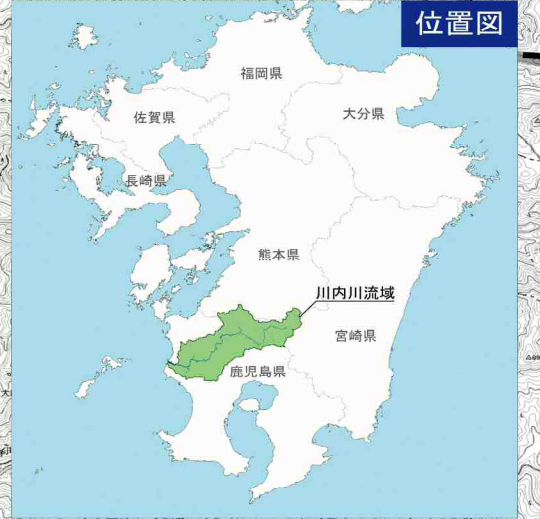 位置図
福岡県
大分県
佐賀県
長崎県
熊本県
川内川流域
宮崎県
鹿児島県